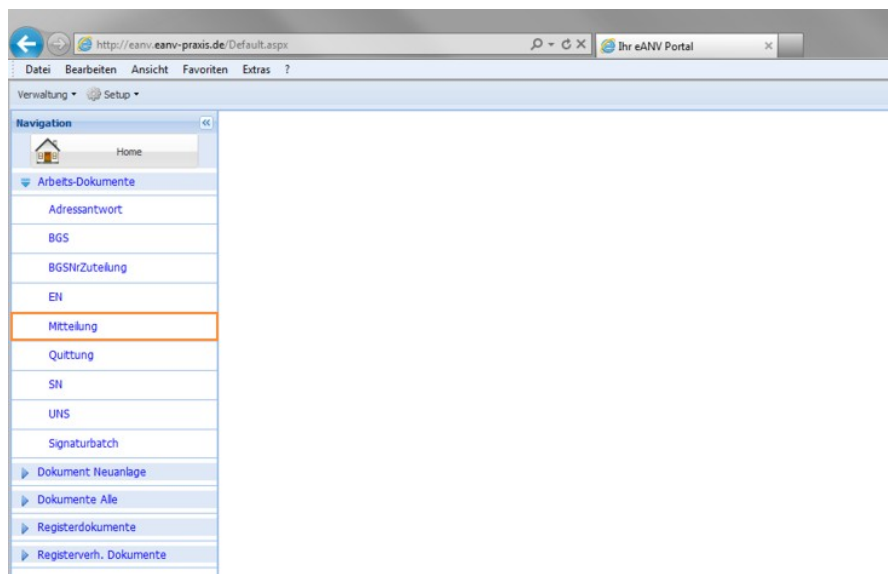 http://eanv.eanv-praxis.de/Default.aspx
Ihr eANV Portal
Datei Bearbeiten Ansicht Favoriten Extras ?
Verwaltung Setup
Navigation
Home
Arbeits-Dokumente
Adressantwort
BGS
BGSNrZuteilung
EN
Mitteilung
Quittung
SN
UNS
Signaturbatch
Dokument Neuanlage
Dokumente Alle
Registerdokumente
Registerverh. Dokumente